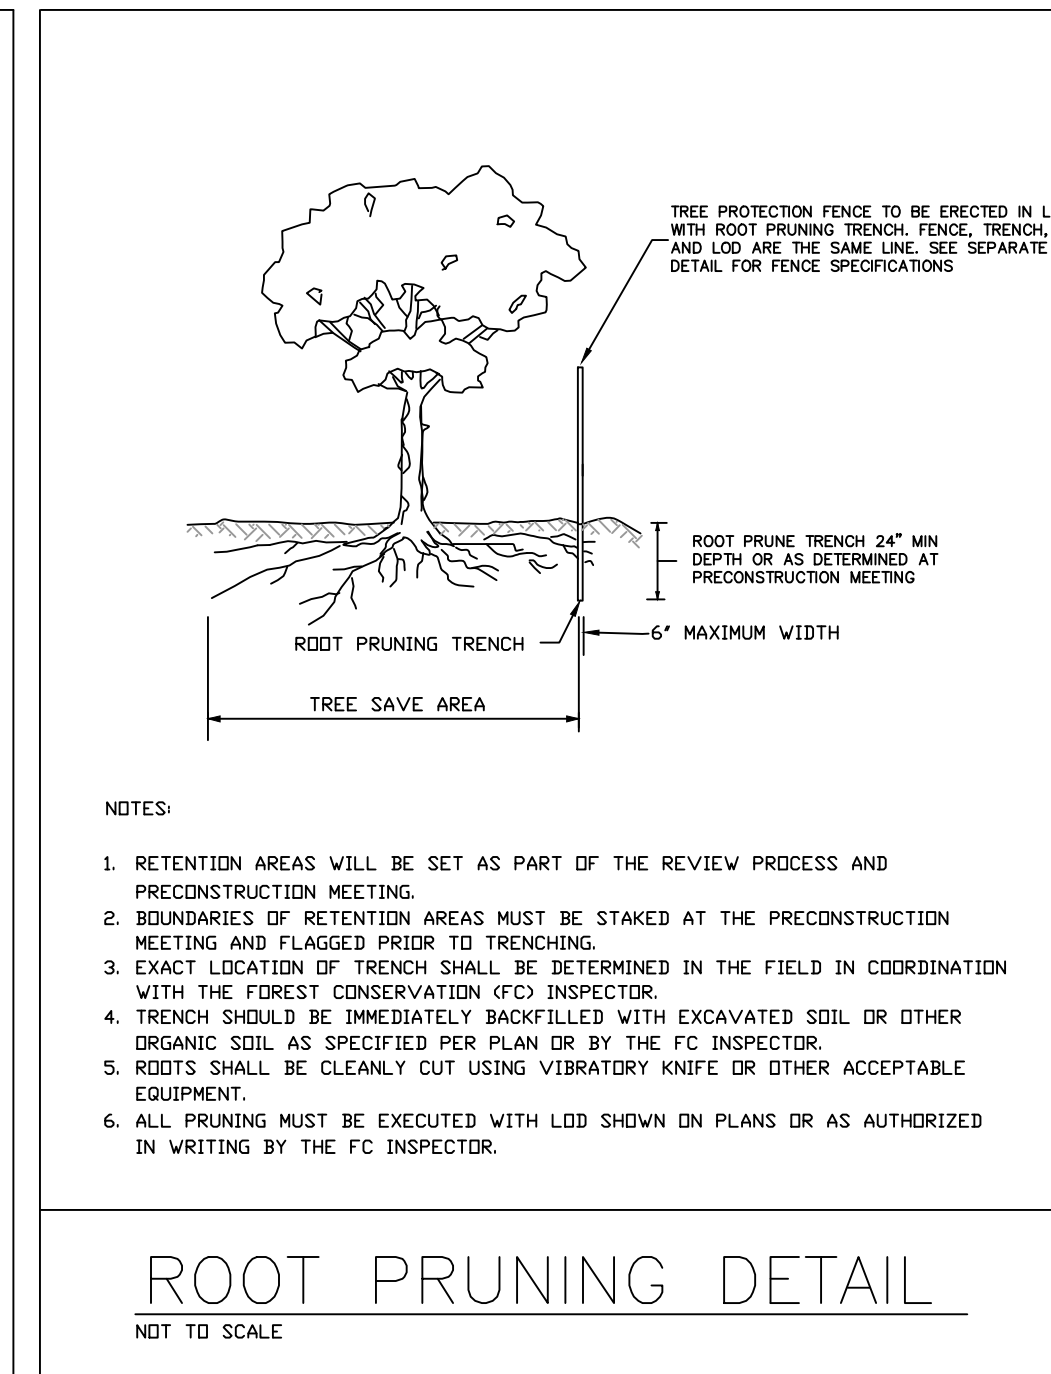 TREE PROTECTION FENCE TO BE ERECTED IN
WITH ROOT PRUNING TRENCH. FENCE, TRENCH,
AND LOD ARE THE SAME LINE. SEE SEPARATE
DETAIL FOR FENCE SPECIFICATIONS
ROOT PRUNE TRENCH 24" MIN
DEPTH OR AS DETERMINED AT
PRECONSTRUCTION MEETING
ROOT PRUNING TRENCH
6" MAXIMUM WIDTH
TREE SAVE AREA
NOTES:
1. RETENTION AREAS WILL BE SET AS PART OF THE REVIEW PROCESS AND
PRECONSTRUCTION MEETING.
2. BOUNDARIES OF RETENTION AREAS MUST BE STAKED AT THE PRECONSTRUCTION
MEETING AND FLAGGED PRIOR TO TRENCHING.
3. EXACT LOCATION OF TRENCH SHALL BE DETERMINED IN THE FIELD IN COORDINATION
WITH THE FOREST CONSERVATION (FC) INSPECTOR.
4. TRENCH SHOULD BE IMMEDIATELY BACKFILLED WITH EXCAVATED SOIL OR OTHER
ORGANIC SOIL AS SPECIFIED PER PLAN OR BY THE FC INSPECTOR.
5. ROOTS SHALL BE CLEANLY CUT USING VIBRATORY KNIFE OR OTHER ACCEPTABLE
EQUIPMENT.
6. ALL PRUNING MUST BE EXECUTED WITH LOD SHOWN ON PLANS OR AS AUTHORIZED
IN WRITING BY THE FC INSPECTOR.
ROOT PRUNING DETAIL
NOT TO SCALE